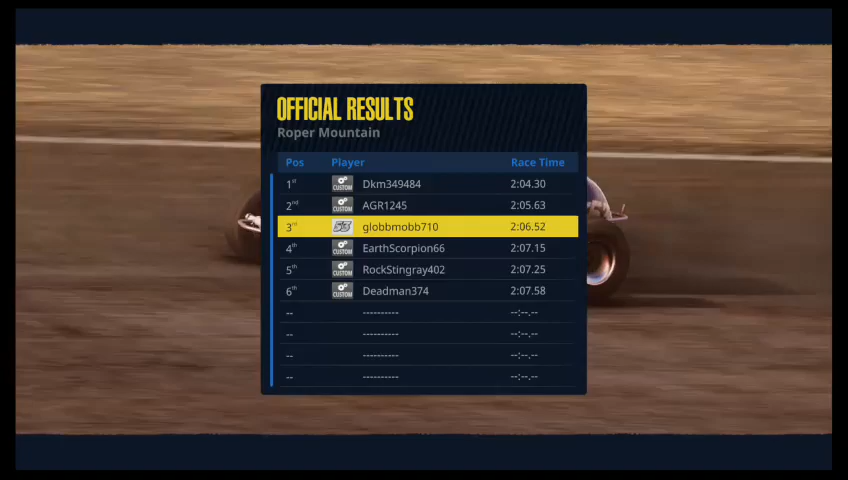 OFFICIAL RESULTS
Roper Mountain
Pos Player Race Time
1st CUSTOM Dkm349484 2:04.30
2nd CUSTOM AGR1245 2:05.63
3rd 53 globbmobb710 2:06.52
4th CUSTOM EarthScorpion66 2:07.15
5th CUSTOM RockStingray402 2:07.25
6th CUSTOM Deadman374 2:07.58
-- ---------- --:--.--
-- ---------- --:--.--
-- ---------- --:--.--
-- ---------- --:--.--